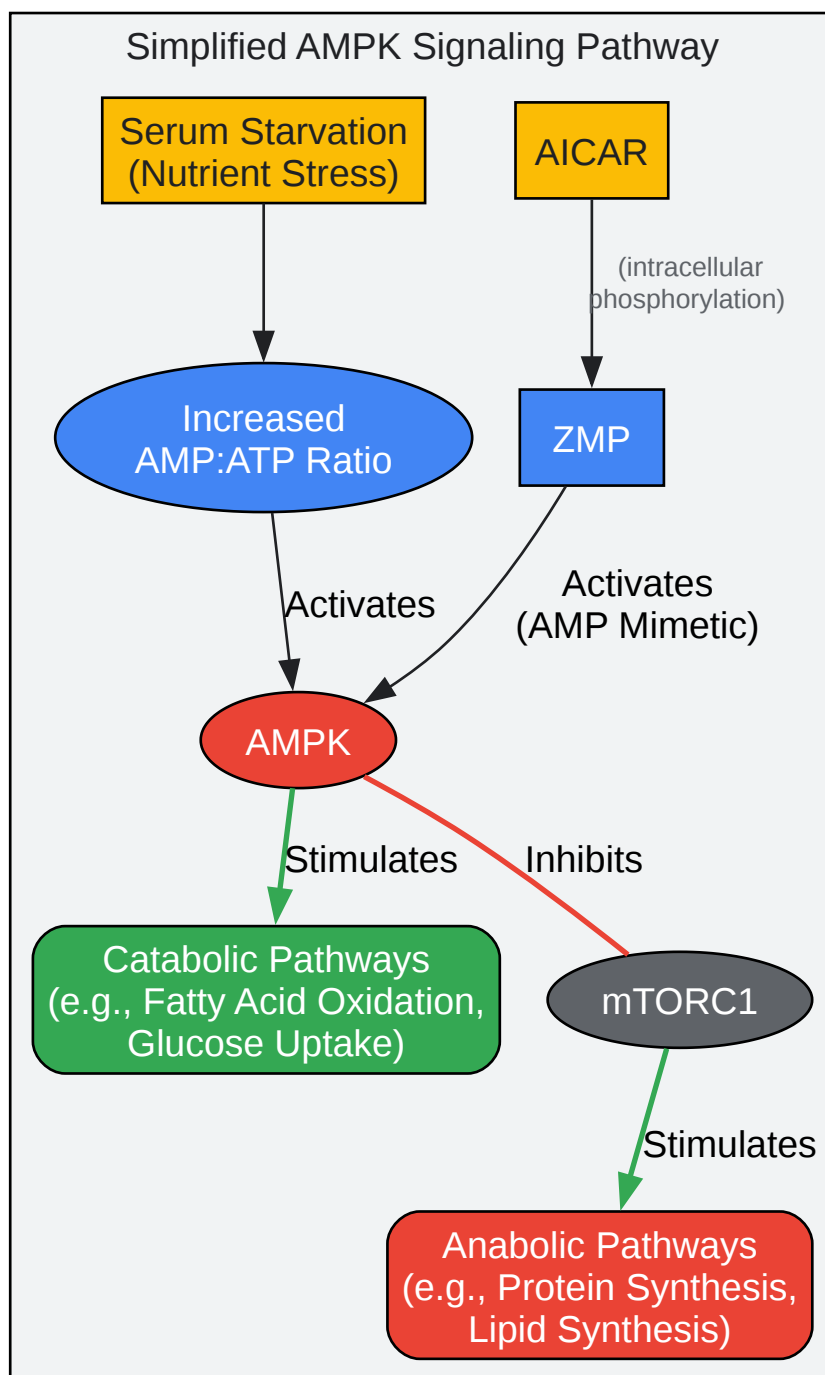 Simplified AMPK Signaling Pathway
Serum Starvation
(Nutrient Stress)
AICAR
(intracellular
phosphorylation)
Increased
AMP:ATP Ratio
ZMP
Activates
Activates
(AMP Mimetic)
AMPK
Stimulates
Inhibits
Catabolic Pathways
(e.g., Fatty Acid Oxidation,
Glucose Uptake)
mTORC1
Stimulates
Anabolic Pathways
(e.g., Protein Synthesis,
Lipid Synthesis)